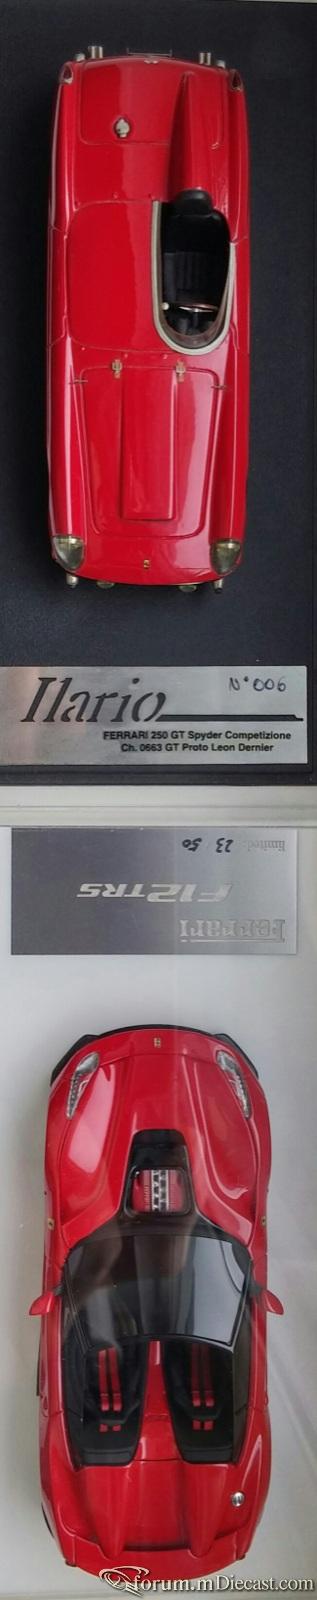 Ilario N° 006
FERRARI 250 GT Spyder Competizione
Ch. 0663 GT Proto Leon Dernier
limited: 23 50
F12TRS
Ferrari
forum.mDiecast.com